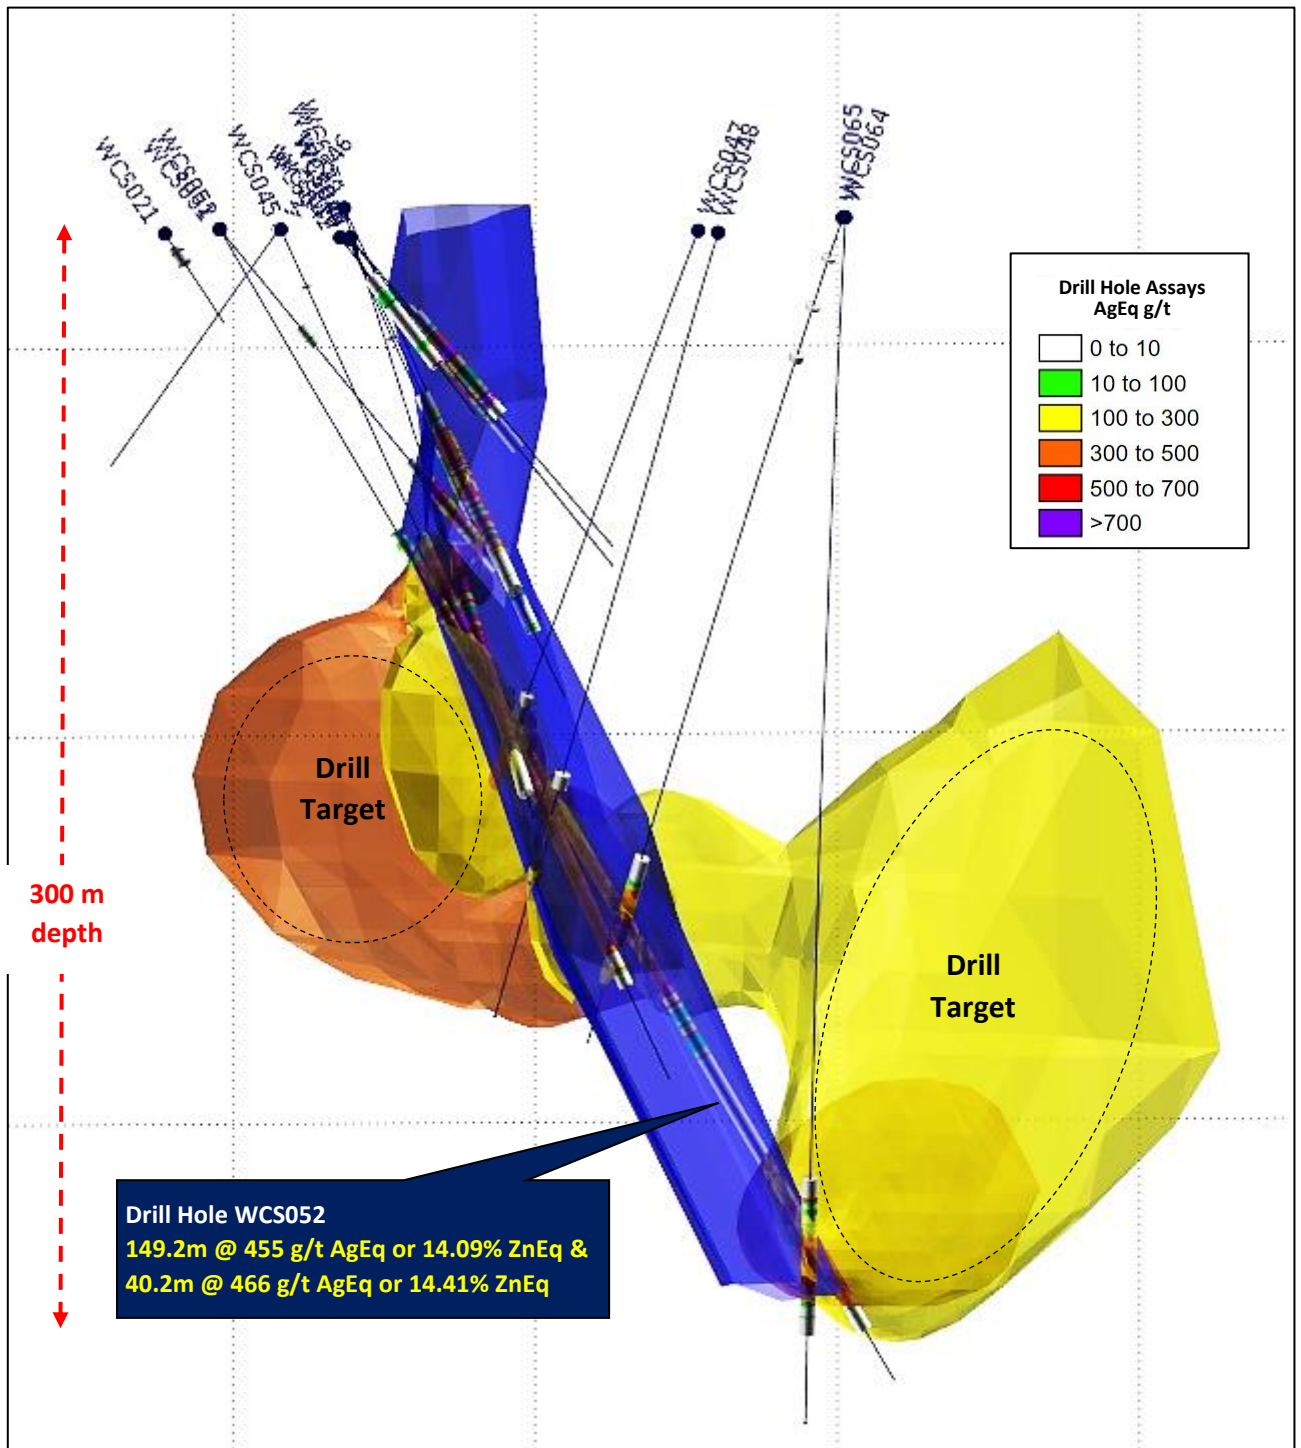 WCS021
WCS045
WCS047
WCS048
WCS065
WCS064
Drill Hole Assays
AgEq g/t
0 to 10
10 to 100
100 to 300
300 to 500
500 to 700
>700
Drill
Target
300 m
depth
Drill
Target
Drill Hole WCS052
149.2m @ 455 g/t AgEq or 14.09% ZnEq &
40.2m @ 466 g/t AgEq or 14.41% ZnEq